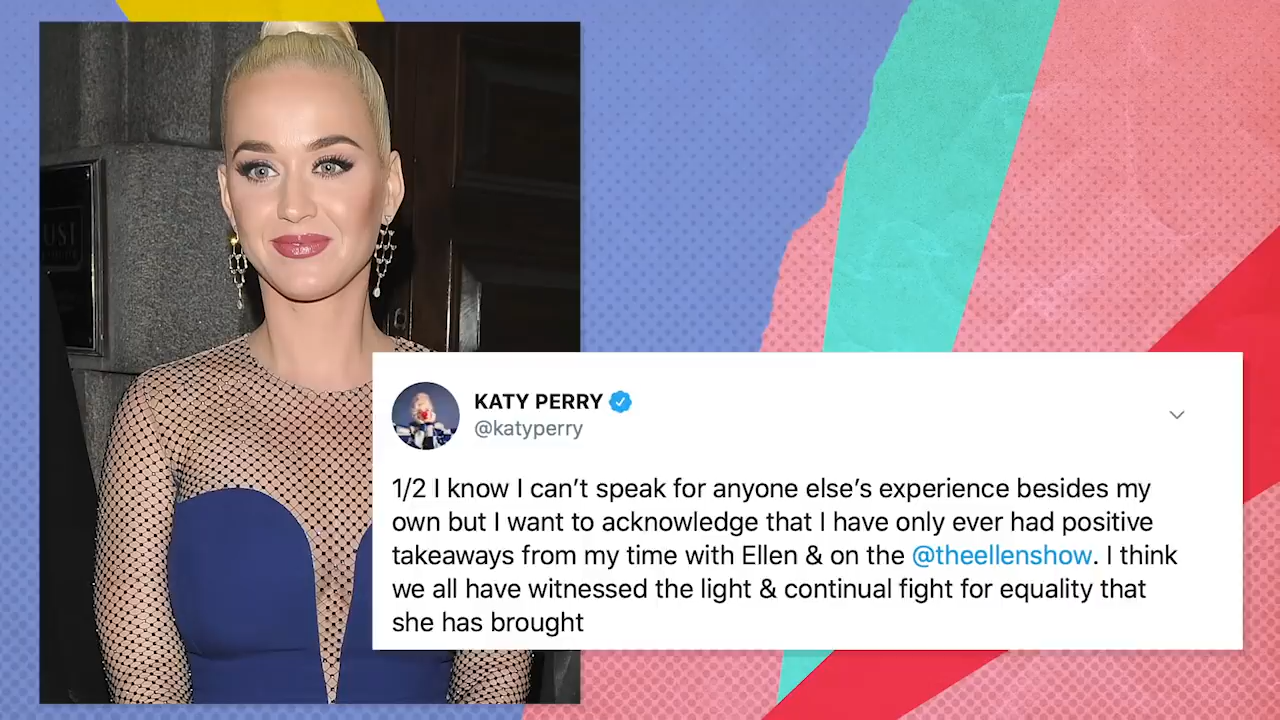 UST
KATY PERRY
@katyperry
1/2 I know I can’t speak for anyone else’s experience besides my
own but I want to acknowledge that I have only ever had positive
takeaways from my time with Ellen & on the @theellenshow. I think
we all have witnessed the light & continual fight for equality that
she has brought